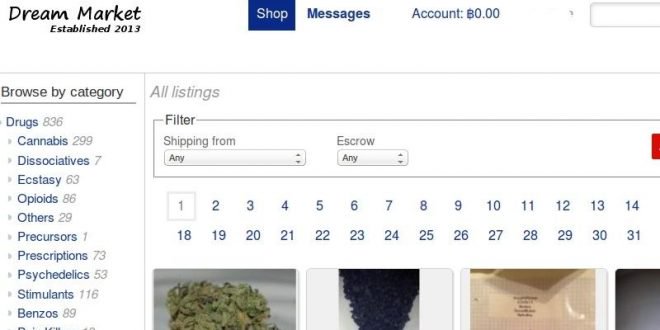 Dream Market
Established 2013
Shop Messages Account: ฿0.00
Browse by category
All listings
Filter
Shipping from Escrow
Any Any
Drugs 836
Cannabis 299
Dissociatives 7
Ecstasy 63
Opioids 86
Others 29
Precursors 1
Prescriptions 73
Psychedelics 53
Stimulants 116
Benzos 89
1 2 3 4 5 6 7 8 9 10 11 12 13 14
18 19 20 21 22 23 24 25 26 27 28 29 30 31